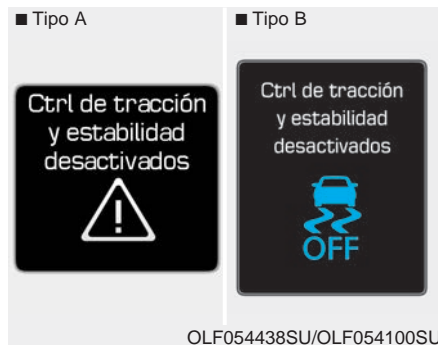 ■ Tipo A
■ Tipo B
Ctrl de tracción
y estabilidad
desactivados
Ctrl de tracción
y estabilidad
desactivados
OFF
OLF054438SU/OLF054100SU